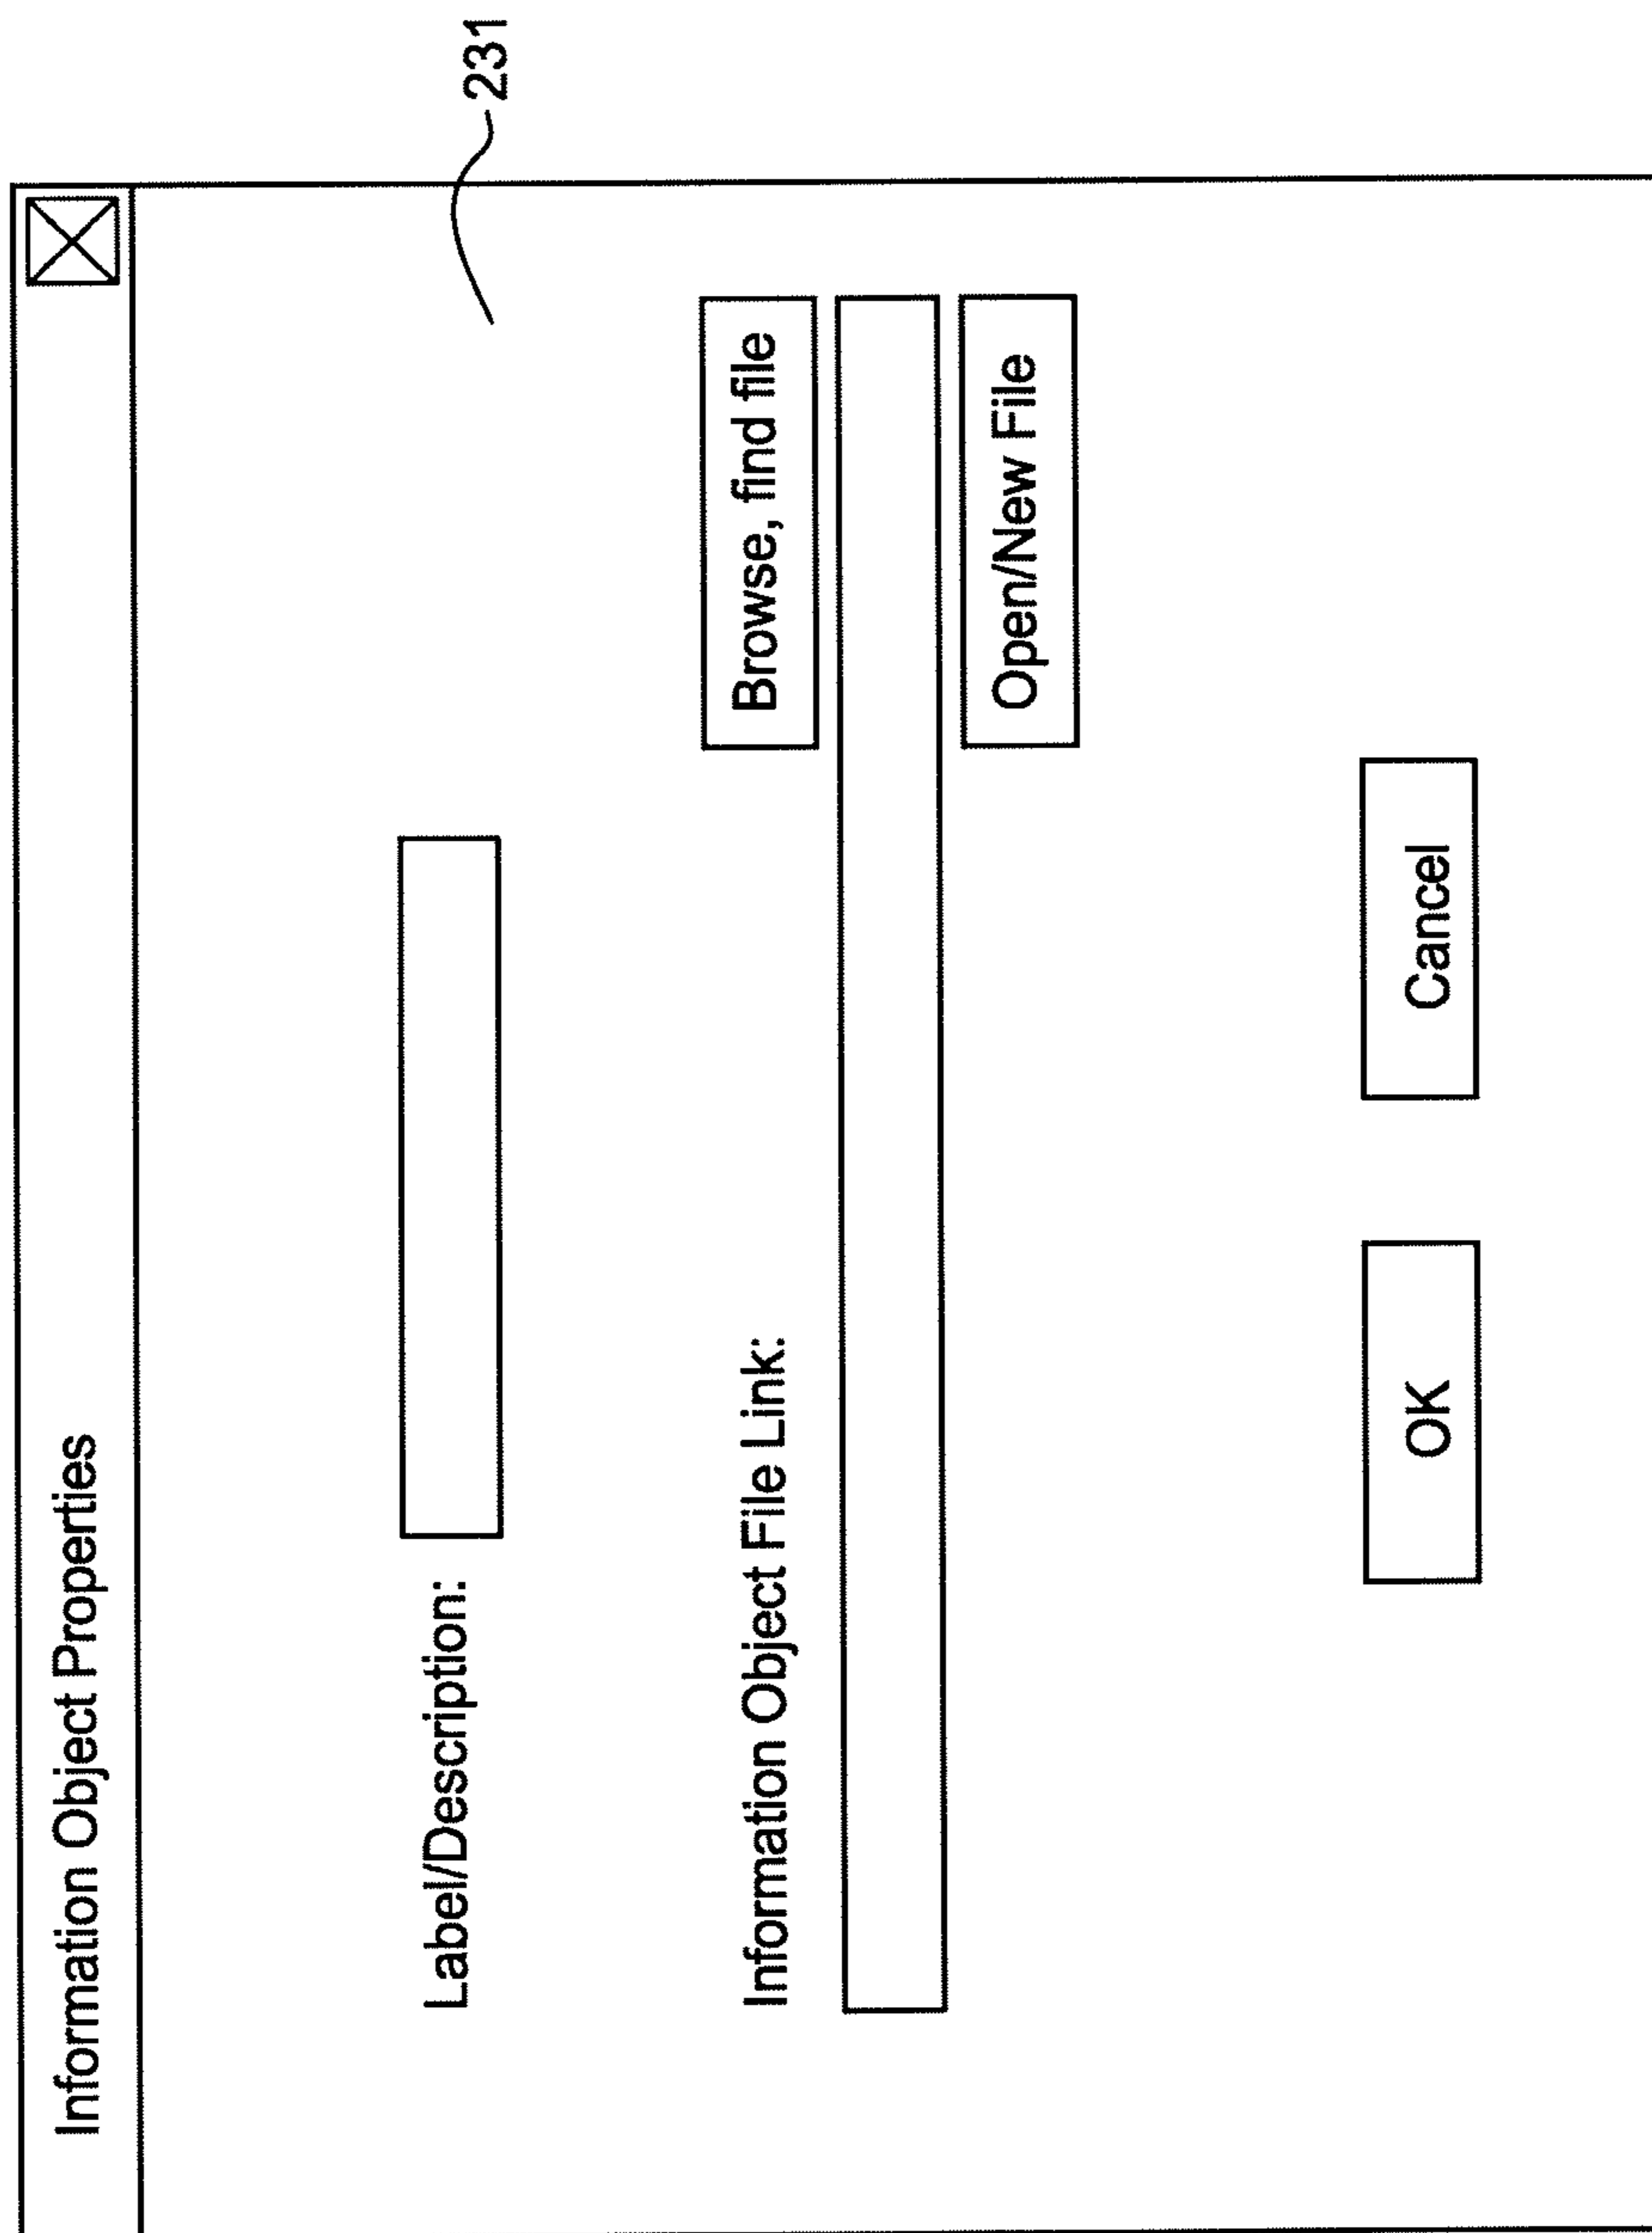 Information Object Properties
231
Label/Description:
Browse, find file
Information Object File Link:
Open/New File
OK
Cancel